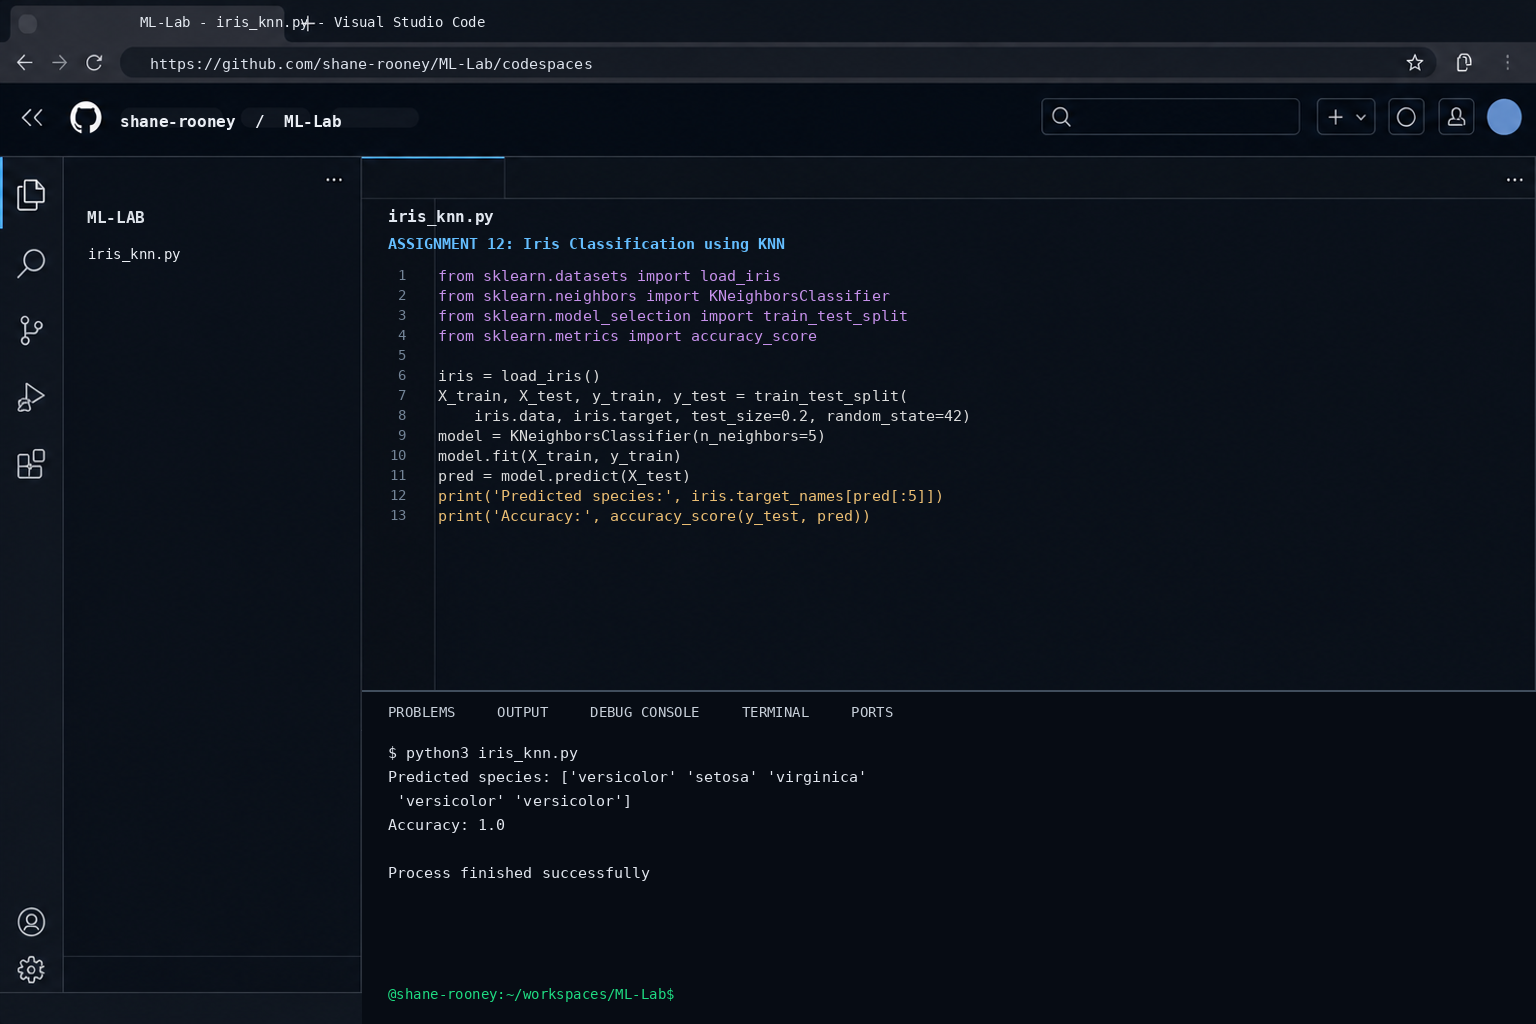 ML-Lab - iris_knn.py - Visual Studio Code
https://github.com/shane-rooney/ML-Lab/codespaces
shane-rooney / ML-Lab
ML-LAB
iris_knn.py
iris_knn.py
ASSIGNMENT 12: Iris Classification using KNN
1 from sklearn.datasets import load_iris
2 from sklearn.neighbors import KNeighborsClassifier
3 from sklearn.model_selection import train_test_split
4 from sklearn.metrics import accuracy_score
5
6 iris = load_iris()
7 X_train, X_test, y_train, y_test = train_test_split(
8     iris.data, iris.target, test_size=0.2, random_state=42)
9 model = KNeighborsClassifier(n_neighbors=5)
10 model.fit(X_train, y_train)
11 pred = model.predict(X_test)
12 print('Predicted species:', iris.target_names[pred[:5]])
13 print('Accuracy:', accuracy_score(y_test, pred))
PROBLEMS OUTPUT DEBUG CONSOLE TERMINAL PORTS
$ python3 iris_knn.py
Predicted species: ['versicolor' 'setosa' 'virginica'
 'versicolor' 'versicolor']
Accuracy: 1.0
Process finished successfully
@shane-rooney:~/workspaces/ML-Lab$